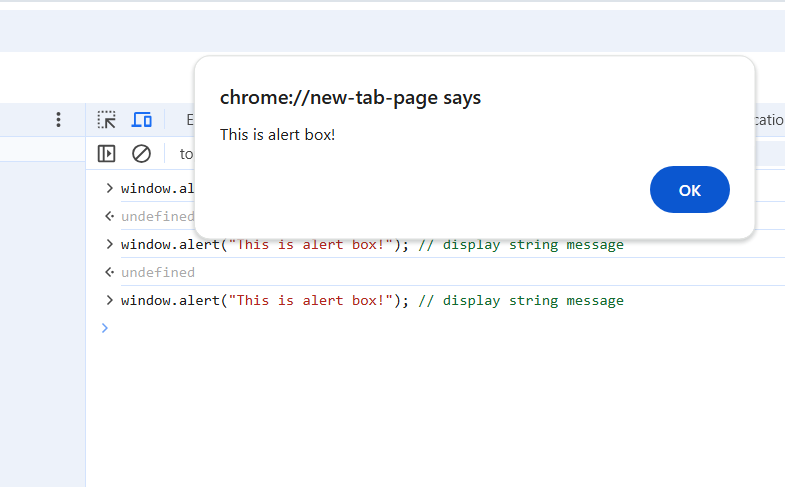 chrome://new-tab-page says
This is alert box!
OK
to
window.al
undefined
window.alert("This is alert box!"); // display string message
undefined
window.alert("This is alert box!"); // display string message